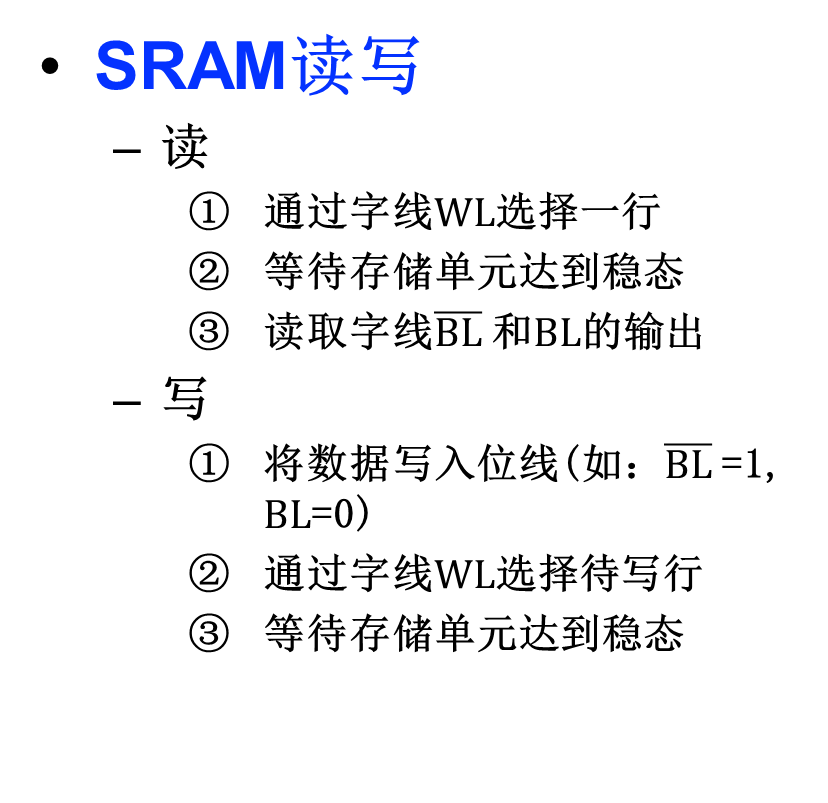 • SRAM读写
– 读
① 通过字线WL选择一行
② 等待存储单元达到稳态
③ 读取字线B̅L̅ 和BL的输出
– 写
① 将数据写入位线(如：B̅L̅ =1,
BL=0)
② 通过字线WL选择待写行
③ 等待存储单元达到稳态